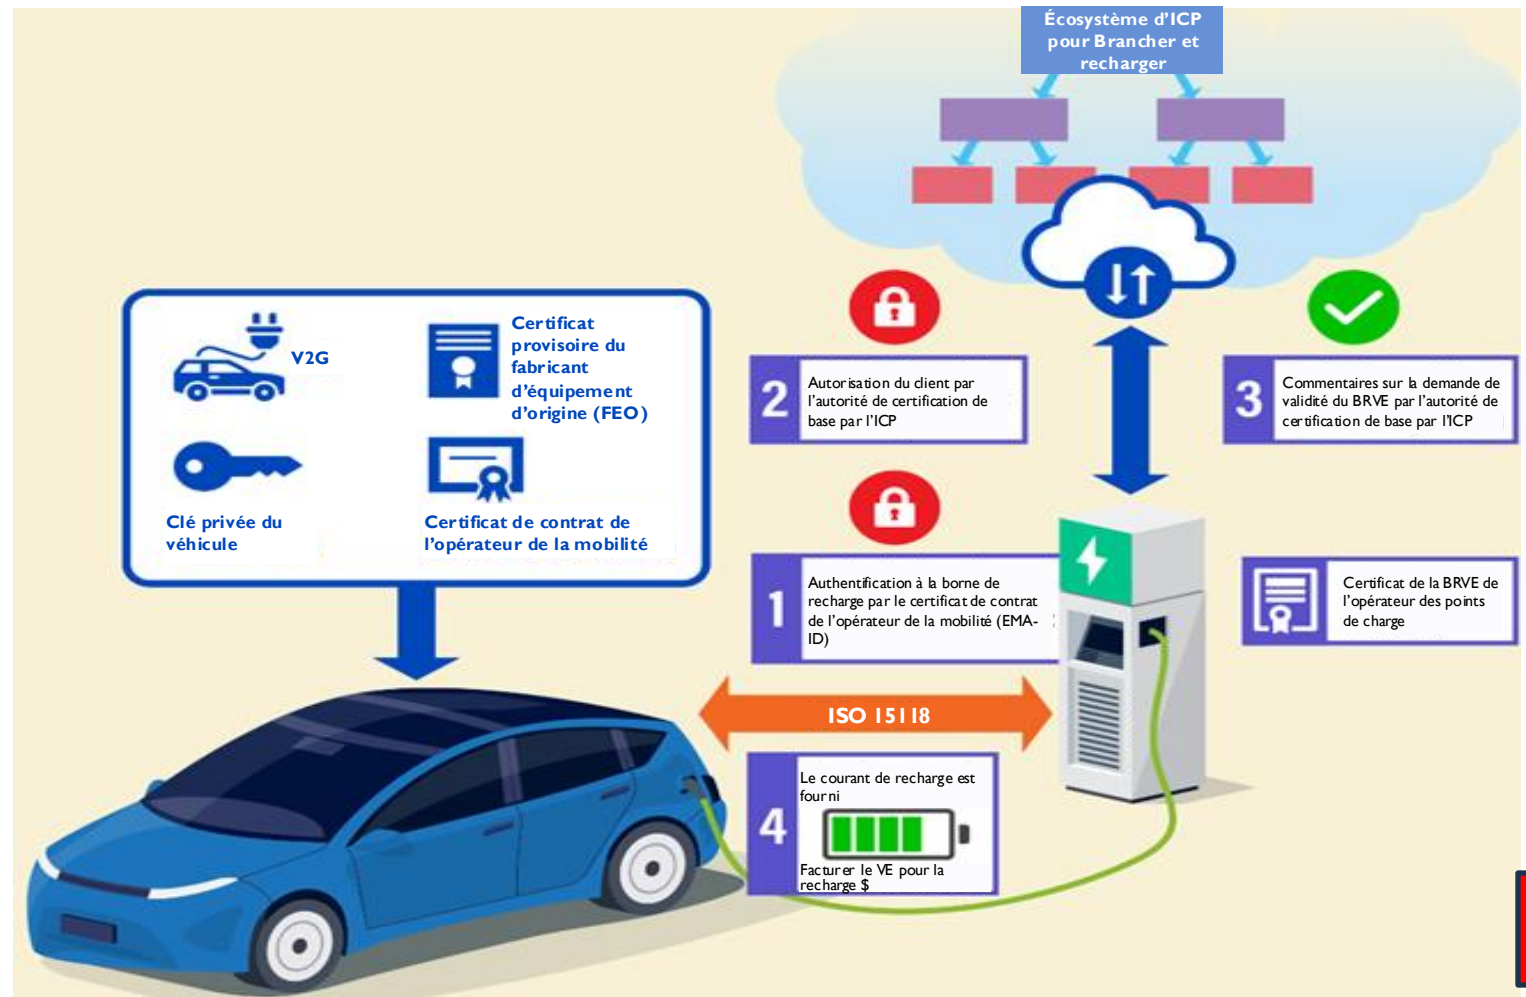 Écosystème d’ICP
pour Brancher et
recharger
V2G
Certificat
provisoire du
fabricant
d’équipement
d’origine (FEO)
Clé privée du
véhicule
Certificat de contrat de
l’opérateur de la mobilité
2
Autorisation du client par
l’autorité de certification de
base par l’ICP
3
Commentaires sur la demande de
validité du BRVE par l’autorité de
certification de base par l’ICP
1
Authentification à la borne de
recharge par le certificat de contrat
de l’opérateur de la mobilité (EMA-
ID)
Certificat de la BRVE de
l’opérateur des points
de charge
ISO 15118
4
Le courant de recharge est
fourni
Facturer le VE pour la
recharge $